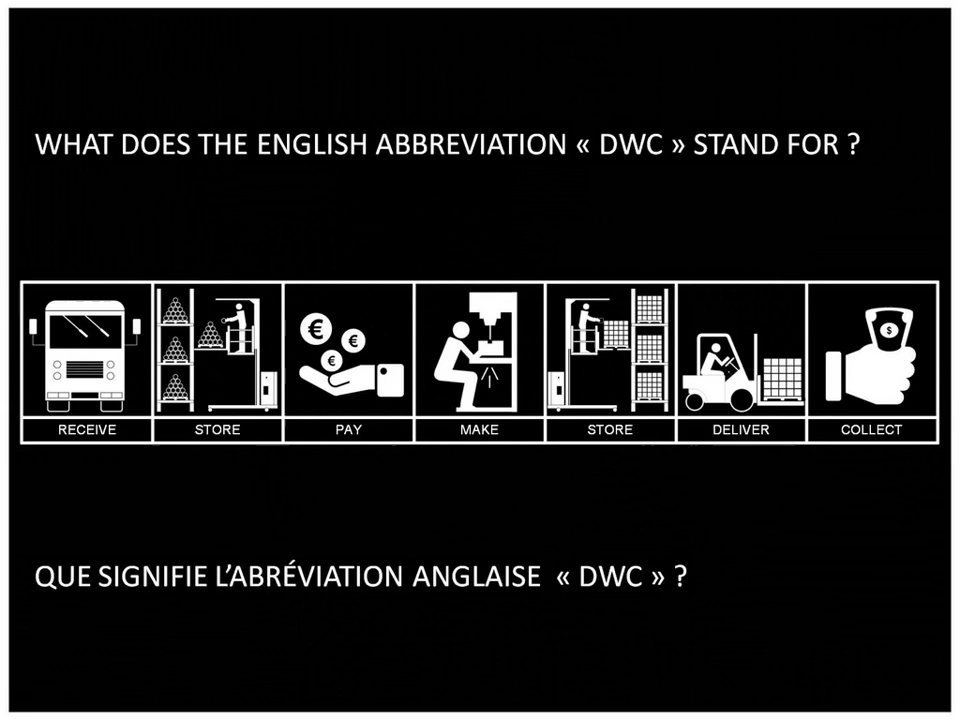 WHAT DOES THE ENGLISH ABBREVIATION « DWC » STAND FOR ?
€ € €
$
RECEIVE STORE PAY MAKE STORE DELIVER COLLECT
QUE SIGNIFIE L’ABRÉVIATION ANGLAISE « DWC » ?